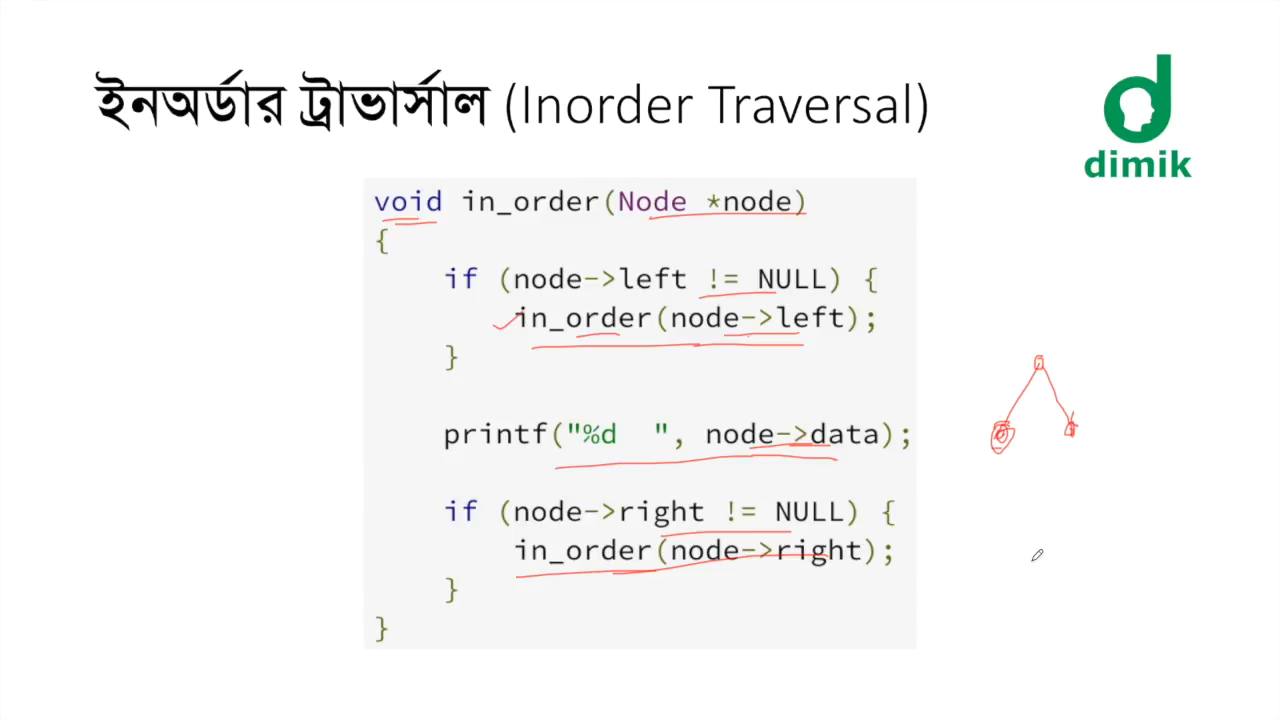 ইনঅর্ডার ট্রাভার্সাল (Inorder Traversal)
dimik
void in_order(Node *node)
{
    if (node->left != NULL) {
        in_order(node->left);
    }
    printf("%d  ", node->data);
    if (node->right != NULL) {
        in_order(node->right);
    }
}